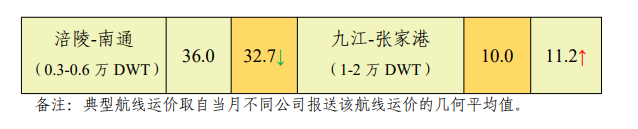 涪陵-南通 36.0 32.7↓ 九江-张家港 10.0 11.2↑
（0.3-0.6 万 DWT） （1-2 万 DWT）
备注：典型航线运价取自当月不同公司报送该航线运价的几何平均值。